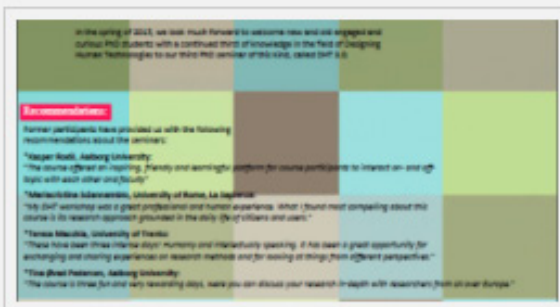 In the spring of 2013, we look much forward to welcome new and old engaged and
curious PhD students with a continued thirst of knowledge in the field of Designing
Human Technologies to our third PhD seminar of this kind, called DHT 3.0.
Recommendations:
Former participants have provided us with the following
recommendations about the seminars:
*Kasper Rodil, Aalborg University:
"The course offered an inspiring, friendly and meaningful platform for course participants to interact on- and off-
topic with each other and faculty"
University of Rome, La Sapienza:
"My DHT workshop was a great professional and human experience. What I found most compelling about this
course is its research approach grounded in the daily life of citizens and users."
*Teresa Macchia, University of Trento:
"These have been three intense days! Humanly and intellectually speaking. It has been a great opportunity for
exchanging and sharing experiences on research methods and for looking at things from different perspectives."
Pedersen, Aalborg University:
"The course is three fun and very rewarding days, were you can discuss your research in-depth with researchers from all over Europe."